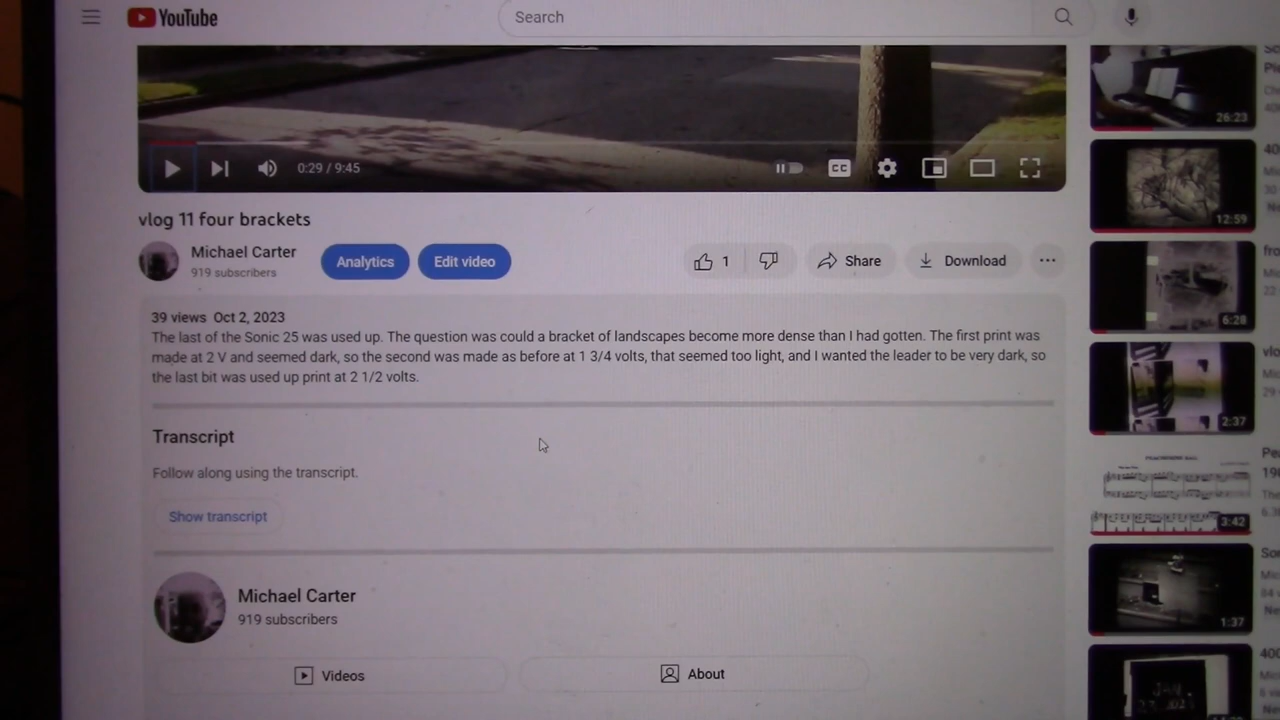 YouTube
Search
0:29 / 9:45
CC
vlog 11 four brackets
Michael Carter
919 subscribers
Analytics
Edit video
1
Share
Download
39 views Oct 2, 2023
The last of the Sonic 25 was used up. The question was could a bracket of landscapes become more dense than I had gotten. The first print was
made at 2 V and seemed dark, so the second was made as before at 1 3/4 volts, that seemed too light, and I wanted the leader to be very dark, so
the last bit was used up print at 2 1/2 volts.
Transcript
Follow along using the transcript.
Show transcript
Michael Carter
919 subscribers
Videos
About
26:23
12:59
6:28
2:37
3:42
1:37